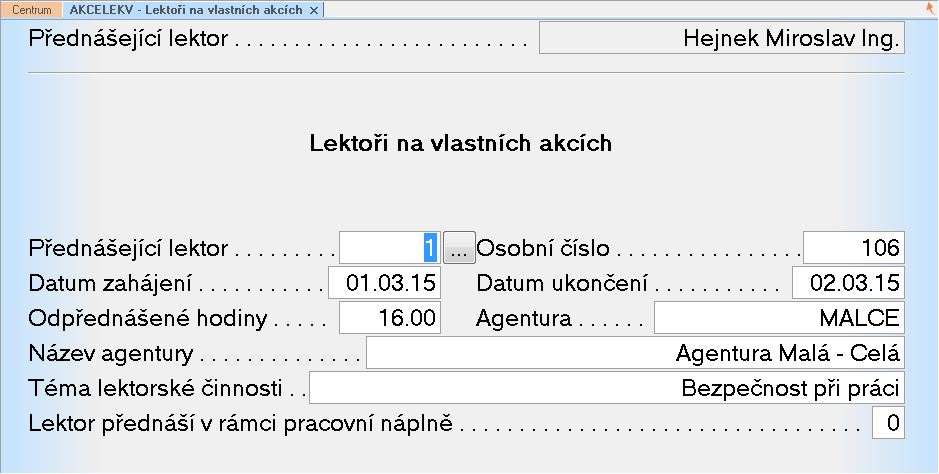 Centrum AKCELEKV - Lektoři na vlastních akcích ×
Přednášející lektor . . . . . . . . . . . . . . . . . . . . . . . . . . . Hejnek Miroslav Ing.
Lektoři na vlastních akcích
Přednášející lektor . . . . . . . . . . 1 ... Osobní číslo . . . . . . . . . . . . . . . . 106
Datum zahájení . . . . . . . . . . . . 01.03.15 Datum ukončení . . . . . . . . . . . . 02.03.15
Odpřednášené hodiny . . . . . 16.00 Agentura . . . . . . MALCE
Název agentury . . . . . . . . . . . . . . . Agentura Malá - Celá
Téma lektorské činnosti . . Bezpečnost při práci
Lektor přednáší v rámci pracovní náplně . . . . . . . . . . . . . . . . . . . . . . . . . . . . . . . . . . . . . 0